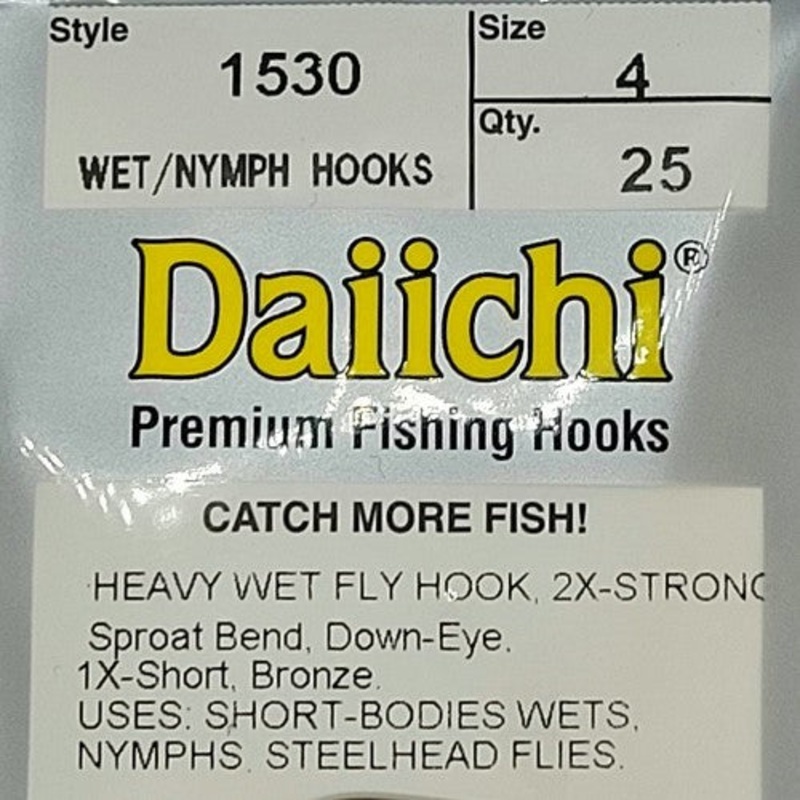 Style
1530
WET/NYMPH HOOKS
Size
4
Qty.
25
Daiichi®
Premium Fishing Hooks
CATCH MORE FISH!
HEAVY WET FLY HOOK, 2X-STRONG
Sproat Bend, Down-Eye.
1X-Short, Bronze.
USES: SHORT-BODIES WETS,
NYMPHS, STEELHEAD FLIES.